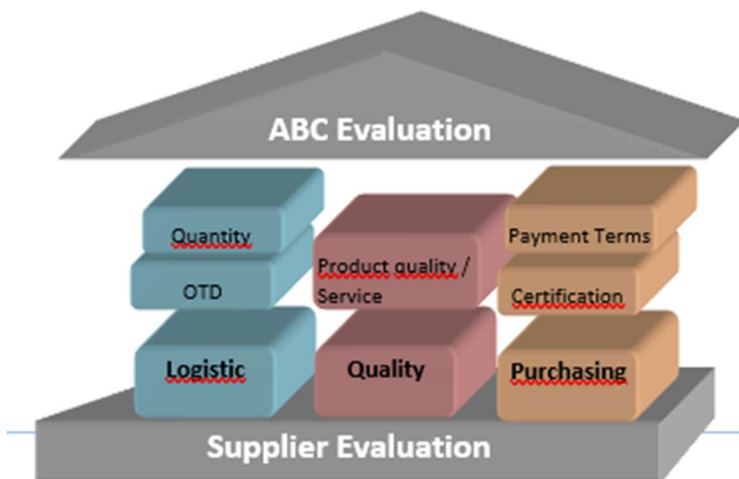 ABC Evaluation
Quantity
OTD
Logistic
Product quality /
Service
Quality
Payment Terms
Certification
Purchasing
Supplier Evaluation